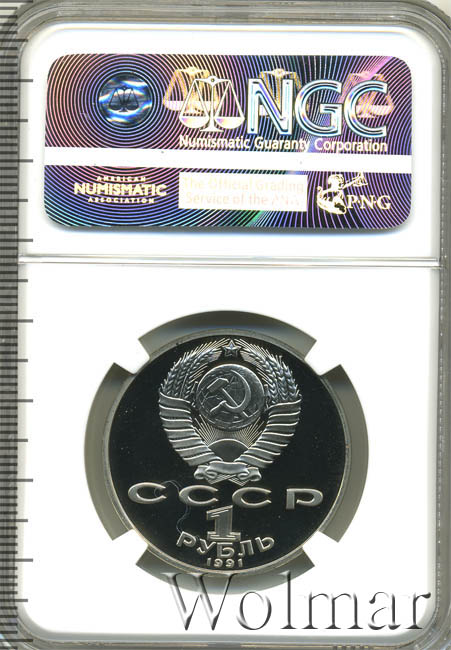 NGC
Numismatic Guaranty Corporation
AMERICAN
NUMISMATIC
ASSOCIATION
The Official Grading
Service of the ANA
P·N·G
СССР
1
РУБЛЬ
1991
Wolmar